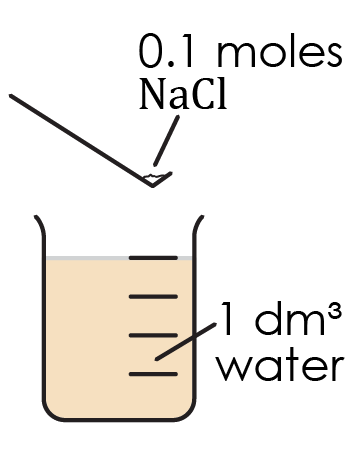 0.1 moles
NaCl
1 dm³
water